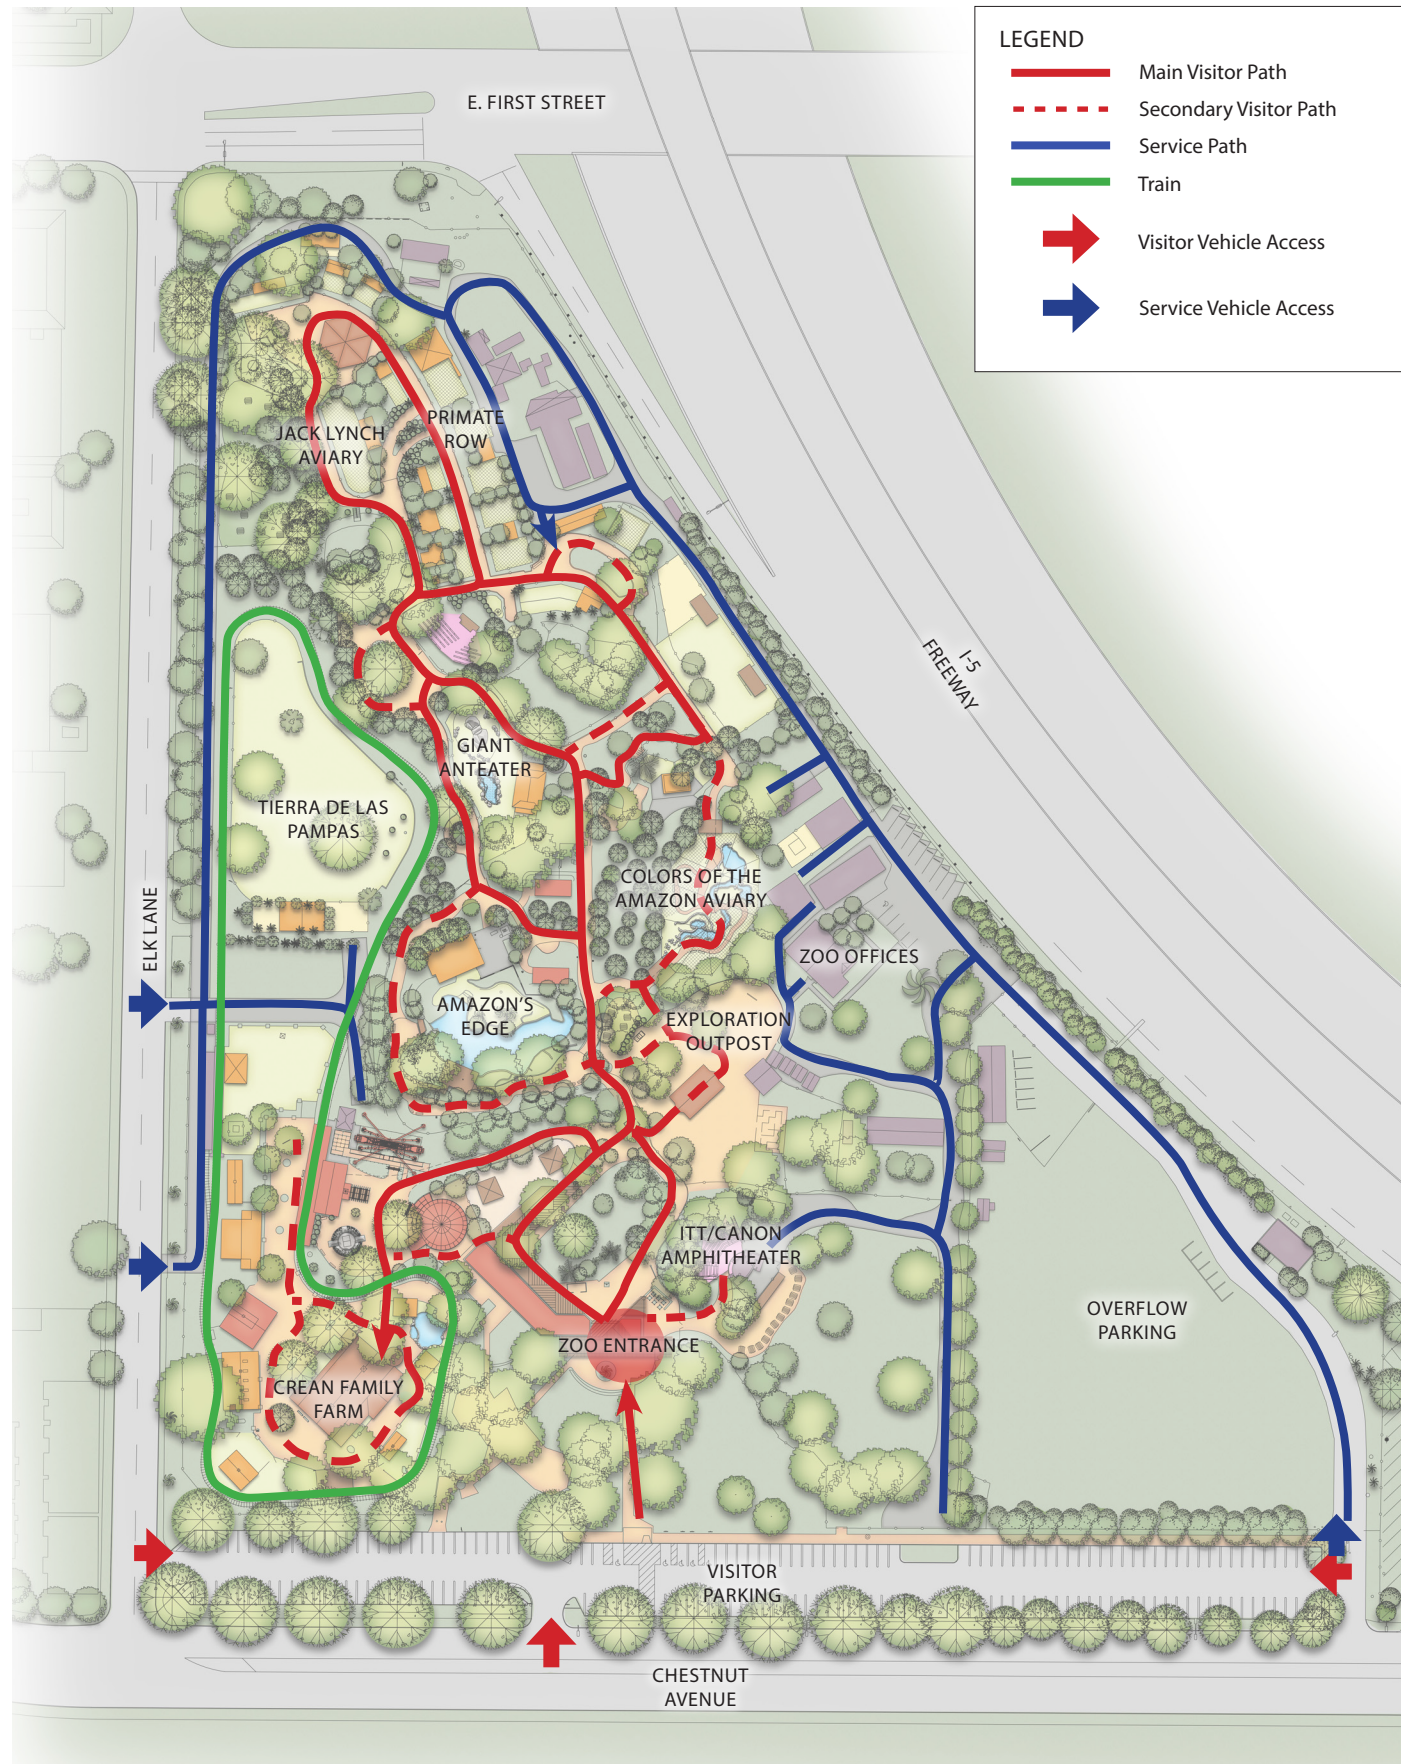 LEGEND
Main Visitor Path
Secondary Visitor Path
Service Path
Train
Visitor Vehicle Access
Service Vehicle Access
E. FIRST STREET
JACK LYNCH
AVIARY
PRIMATE
ROW
I-5
FREEWAY
GIANT
ANTEATER
TIERRA DE LAS
PAMPAS
COLORS OF THE
AMAZON AVIARY
ELK LANE
ZOO OFFICES
AMAZON'S
EDGE
EXPLORATION
OUTPOST
ITT/CANON
AMPHITHEATER
OVERFLOW
PARKING
ZOO ENTRANCE
CREAN FAMILY
FARM
VISITOR
PARKING
CHESTNUT
AVENUE